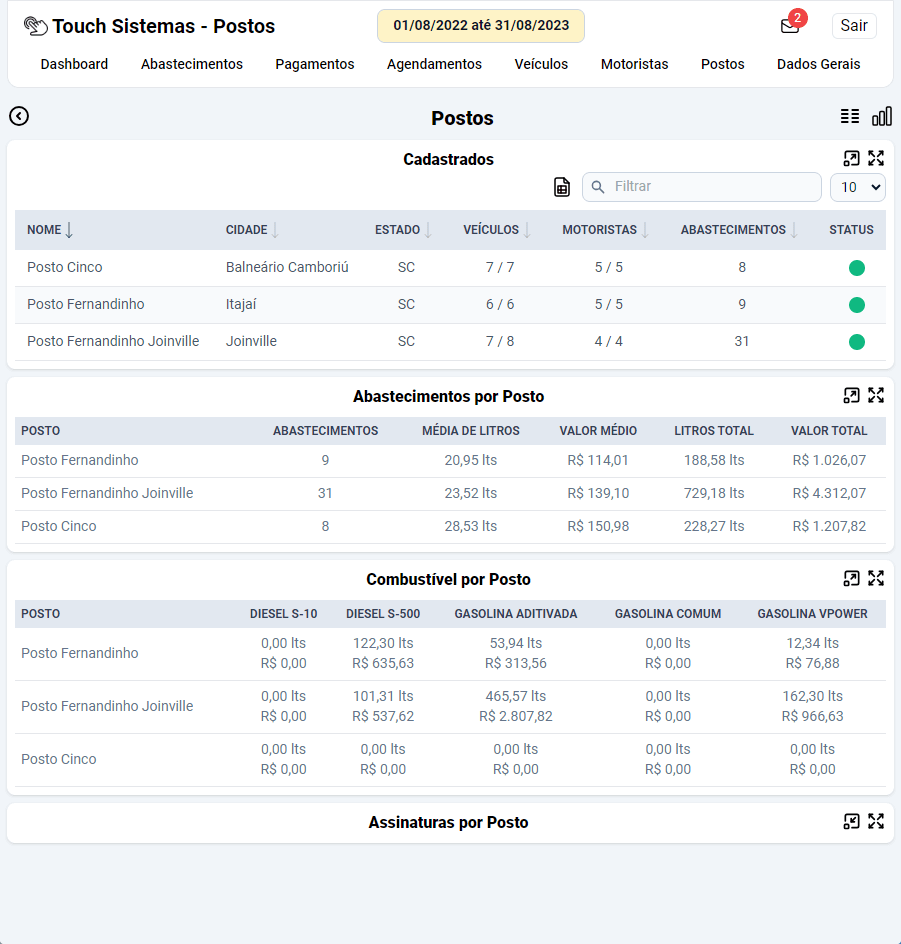 Touch Sistemas - Postos 01/08/2022 até 31/08/2023 2 Sair
Dashboard Abastecimentos Pagamentos Agendamentos Veículos Motoristas Postos Dados Gerais
Postos
Cadastrados
Filtrar 10
NOME CIDADE ESTADO VEÍCULOS MOTORISTAS ABASTECIMENTOS STATUS
Posto Cinco Balneário Camboriú SC 7 / 7 5 / 5 8
Posto Fernandinho Itajaí SC 6 / 6 5 / 5 9
Posto Fernandinho Joinville Joinville SC 7 / 8 4 / 4 31
Abastecimentos por Posto
POSTO ABASTECIMENTOS MÉDIA DE LITROS VALOR MÉDIO LITROS TOTAL VALOR TOTAL
Posto Fernandinho 9 20,95 lts R$ 114,01 188,58 lts R$ 1.026,07
Posto Fernandinho Joinville 31 23,52 lts R$ 139,10 729,18 lts R$ 4.312,07
Posto Cinco 8 28,53 lts R$ 150,98 228,27 lts R$ 1.207,82
Combustível por Posto
POSTO DIESEL S-10 DIESEL S-500 GASOLINA ADITIVADA GASOLINA COMUM GASOLINA VPOWER
Posto Fernandinho
0,00 lts 122,30 lts 53,94 lts 0,00 lts 12,34 lts
R$ 0,00 R$ 635,63 R$ 313,56 R$ 0,00 R$ 76,88
Posto Fernandinho Joinville
0,00 lts 101,31 lts 465,57 lts 0,00 lts 162,30 lts
R$ 0,00 R$ 537,62 R$ 2.807,82 R$ 0,00 R$ 966,63
Posto Cinco
0,00 lts 0,00 lts 0,00 lts 0,00 lts 0,00 lts
R$ 0,00 R$ 0,00 R$ 0,00 R$ 0,00 R$ 0,00
Assinaturas por Posto